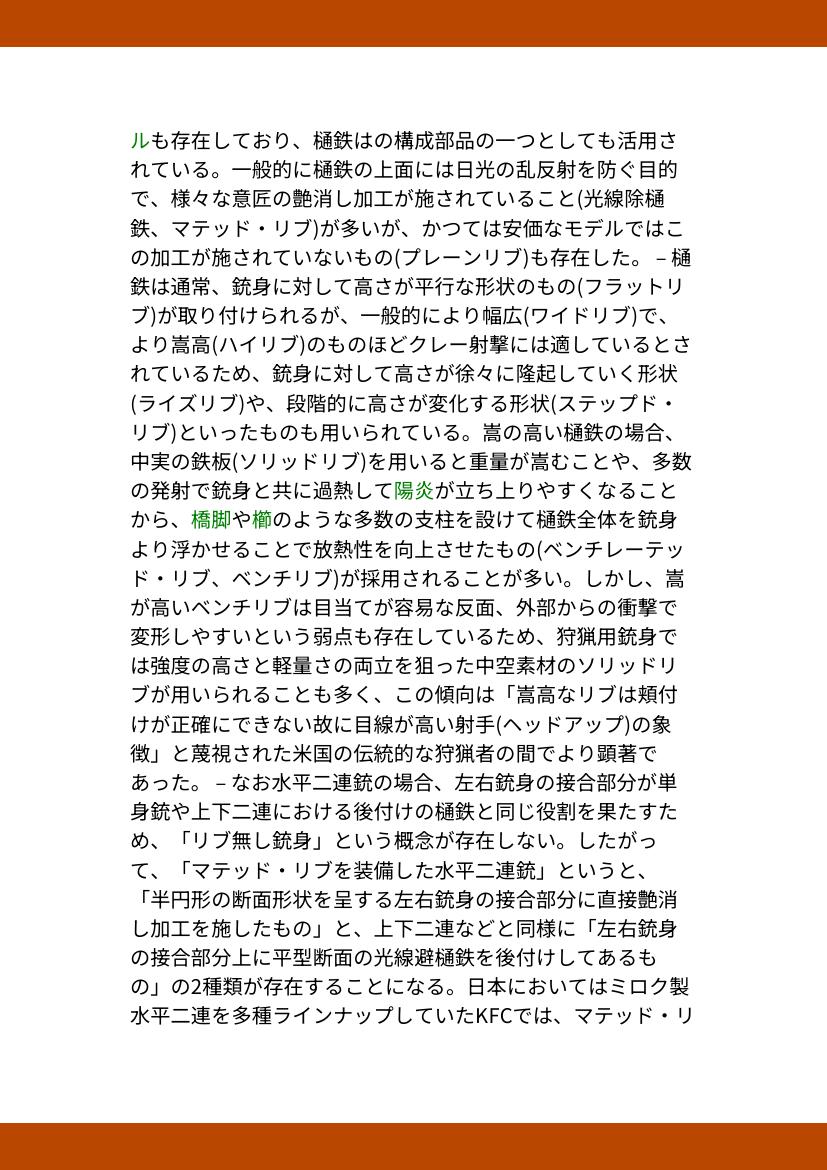 ルも存在しており、樋鉄はの構成部品の一つとしても活用さ
れている。一般的に樋鉄の上面には日光の乱反射を防ぐ目的
で、様々な意匠の艶消し加工が施されていること(光線除樋
鉄、マテッド・リブ)が多いが、かつては安価なモデルではこ
の加工が施されていないもの(プレーンリブ)も存在した。 – 樋
鉄は通常、銃身に対して高さが平行な形状のもの(フラットリ
ブ)が取り付けられるが、一般的により幅広(ワイドリブ)で、
より嵩高(ハイリブ)のものほどクレー射撃には適しているとさ
れているため、銃身に対して高さが徐々に隆起していく形状
(ライズリブ)や、段階的に高さが変化する形状(ステップド・
リブ)といったものも用いられている。嵩の高い樋鉄の場合、
中実の鉄板(ソリッドリブ)を用いると重量が嵩むことや、多数
の発射で銃身と共に過熱して陽炎が立ち上りやすくなること
から、橋脚や櫛のような多数の支柱を設けて樋鉄全体を銃身
より浮かせることで放熱性を向上させたもの(ベンチレーテッ
ド・リブ、ベンチリブ)が採用されることが多い。しかし、嵩
が高いベンチリブは目当てが容易な反面、外部からの衝撃で
変形しやすいという弱点も存在しているため、狩猟用銃身で
は強度の高さと軽量さの両立を狙った中空素材のソリッドリ
ブが用いられることも多く、この傾向は「嵩高なリブは頬付
けが正確にできない故に目線が高い射手(ヘッドアップ)の象
徴」と蔑視された米国の伝統的な狩猟者の間でより顕著で
あった。 – なお水平二連銃の場合、左右銃身の接合部分が単
身銃や上下二連における後付けの樋鉄と同じ役割を果たすた
め、「リブ無し銃身」という概念が存在しない。したがっ
て、「マテッド・リブを装備した水平二連銃」というと、
「半円形の断面形状を呈する左右銃身の接合部分に直接艶消
し加工を施したもの」と、上下二連などと同様に「左右銃身
の接合部分上に平型断面の光線避樋鉄を後付けしてあるも
の」の2種類が存在することになる。日本においてはミロク製
水平二連を多種ラインナップしていたKFCでは、マテッド・リ